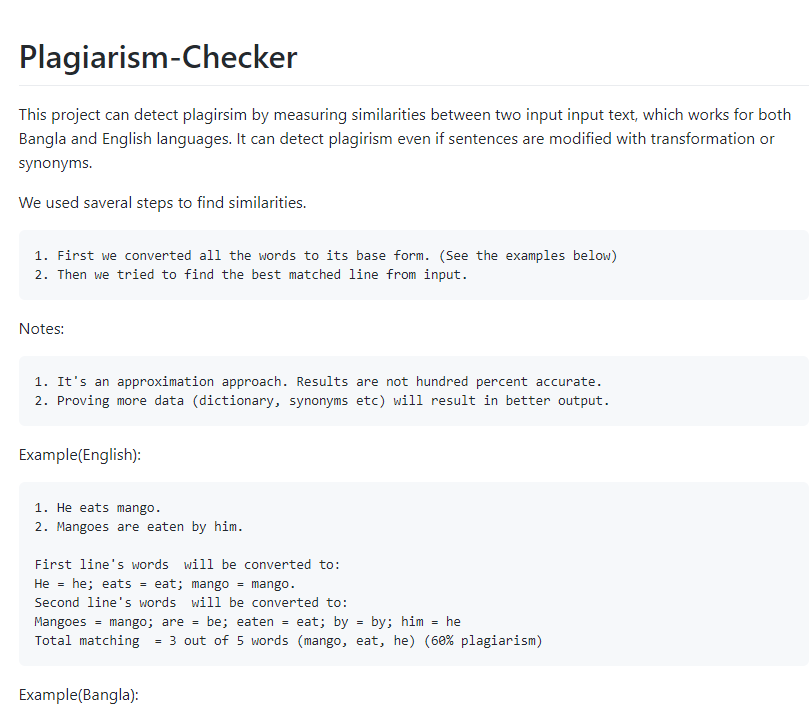 Plagiarism-Checker
This project can detect plagirsim by measuring similarities between two input input text, which works for both
Bangla and English languages. It can detect plagirism even if sentences are modified with transformation or
synonyms.
We used saveral steps to find similarities.
1. First we converted all the words to its base form. (See the examples below)
2. Then we tried to find the best matched line from input.
Notes:
1. It's an approximation approach. Results are not hundred percent accurate.
2. Proving more data (dictionary, synonyms etc) will result in better output.
Example(English):
1. He eats mango.
2. Mangoes are eaten by him.
First line's words  will be converted to:
He = he; eats = eat; mango = mango.
Second line's words  will be converted to:
Mangoes = mango; are = be; eaten = eat; by = by; him = he
Total matching  = 3 out of 5 words (mango, eat, he) (60% plagiarism)
Example(Bangla):